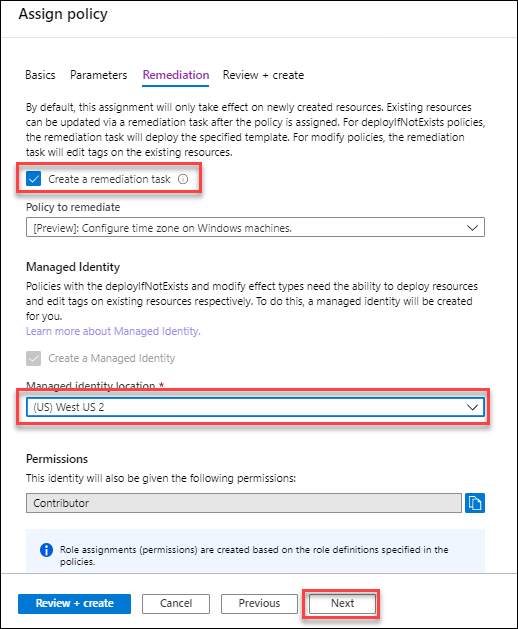 Assign policy
Basics Parameters Remediation Review + create
By default, this assignment will only take effect on newly created resources. Existing resources
can be updated via a remediation task after the policy is assigned. For deployIfNotExists policies,
the remediation task will deploy the specified template. For modify policies, the remediation
task will edit tags on the existing resources.
Create a remediation task
Policy to remediate
[Preview]: Configure time zone on Windows machines.
Managed Identity
Policies with the deployIfNotExists and modify effect types need the ability to deploy resources
and edit tags on existing resources respectively. To do this, a managed identity will be created
for you.
Learn more about Managed Identity.
Create a Managed Identity
Managed identity location *
(US) West US 2
Permissions
This identity will also be given the following permissions:
Contributor
Role assignments (permissions) are created based on the role definitions specified in the
policies.
Review + create Cancel Previous Next